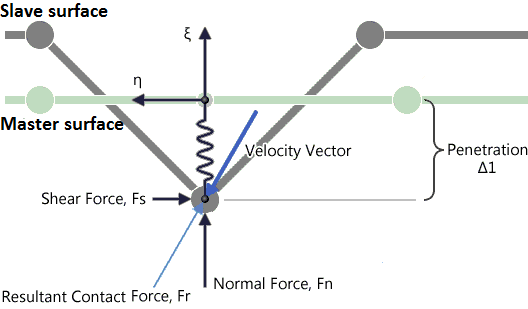 Slave surface
ξ
η
Master surface
Velocity Vector
Penetration
Δ1
Shear Force, Fs
Normal Force, Fn
Resultant Contact Force, Fr